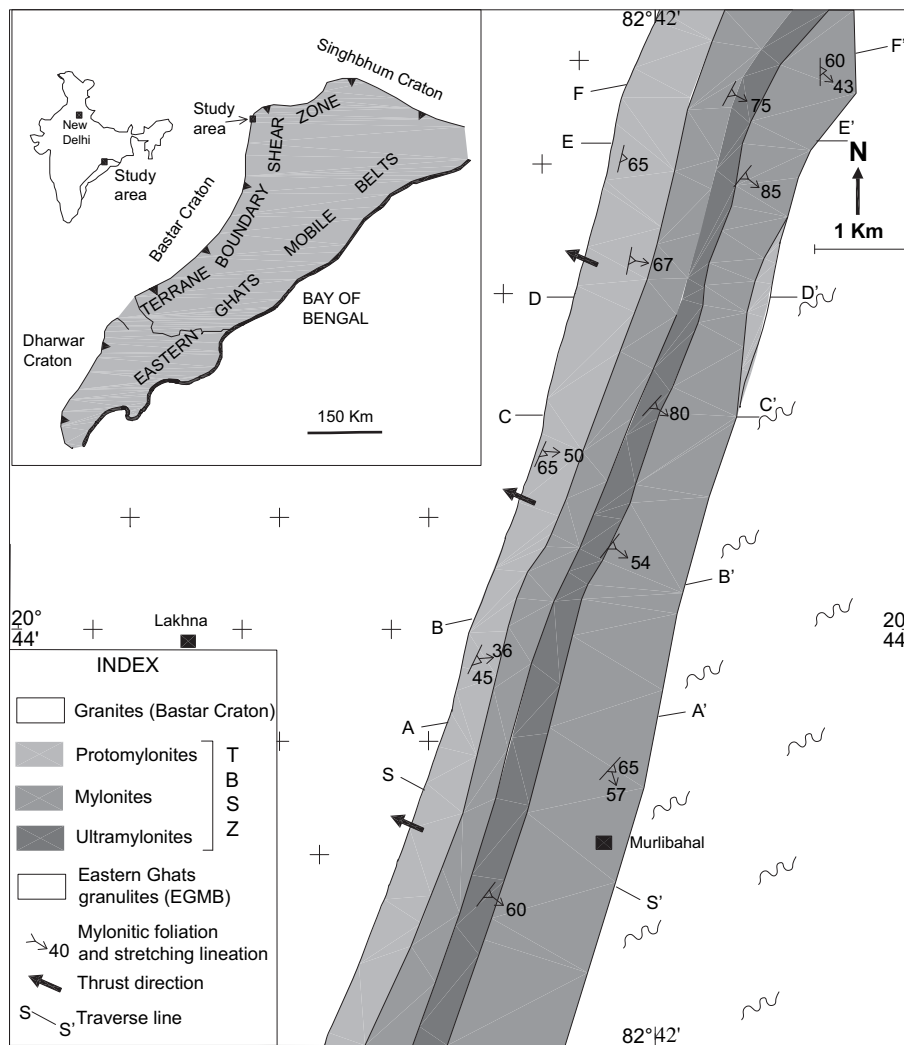 82° 42'
Singhbhum Craton
New Delhi
Study area
Study area
TERRANE BOUNDARY SHEAR ZONE
EASTERN GHATS MOBILE BELTS
Bastar Craton
Dharwar
Craton
BAY OF
BENGAL
150 Km
F
F'
60
43
75
E
E'
65
85
N
1 Km
67
D
D'
C
C'
80
50
65
54
B
B'
20°
44'
20°
44'
Lakhna
36
45
A
A'
S
65
57
Murlibahal
S'
60
INDEX
Granites (Bastar Craton)
Protomylonites
Mylonites
Ultramylonites
T
B
S
Z
Eastern Ghats
granulites (EGMB)
40
Mylonitic foliation
and stretching lineation
Thrust direction
S
S'
Traverse line
82° 42'